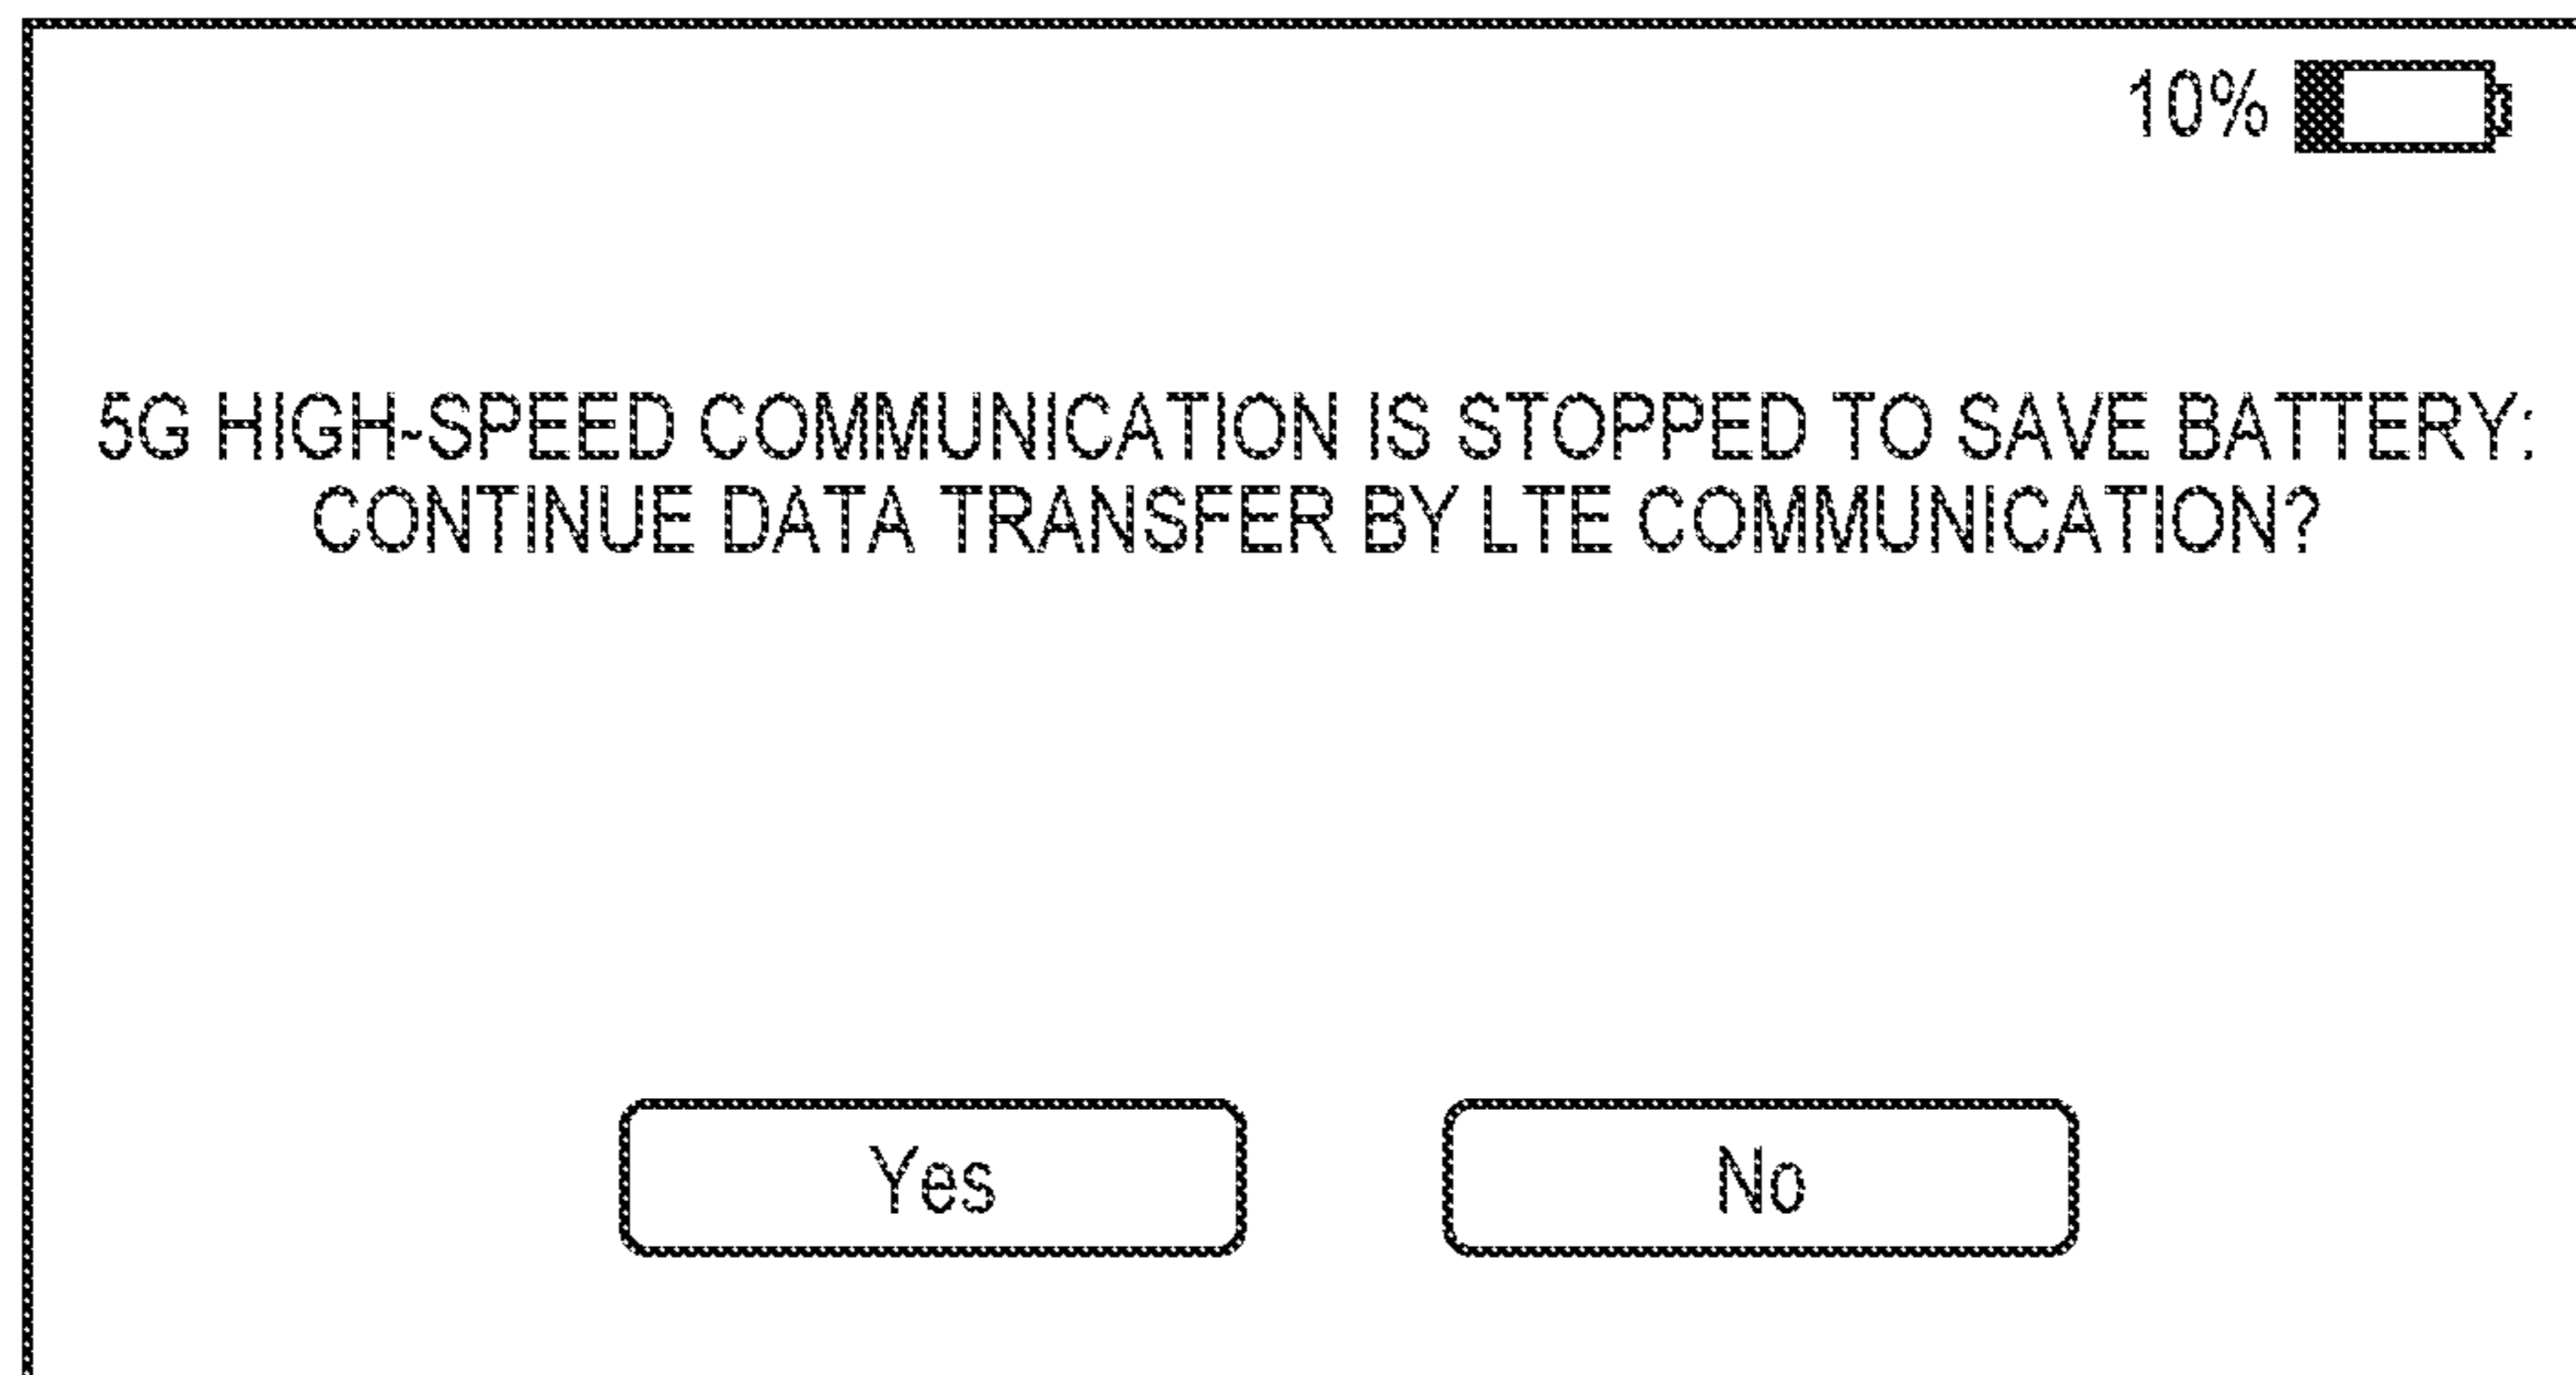 10%
5G HIGH-SPEED COMMUNICATION IS STOPPED TO SAVE BATTERY:
CONTINUE DATA TRANSFER BY LTE COMMUNICATION?
Yes No